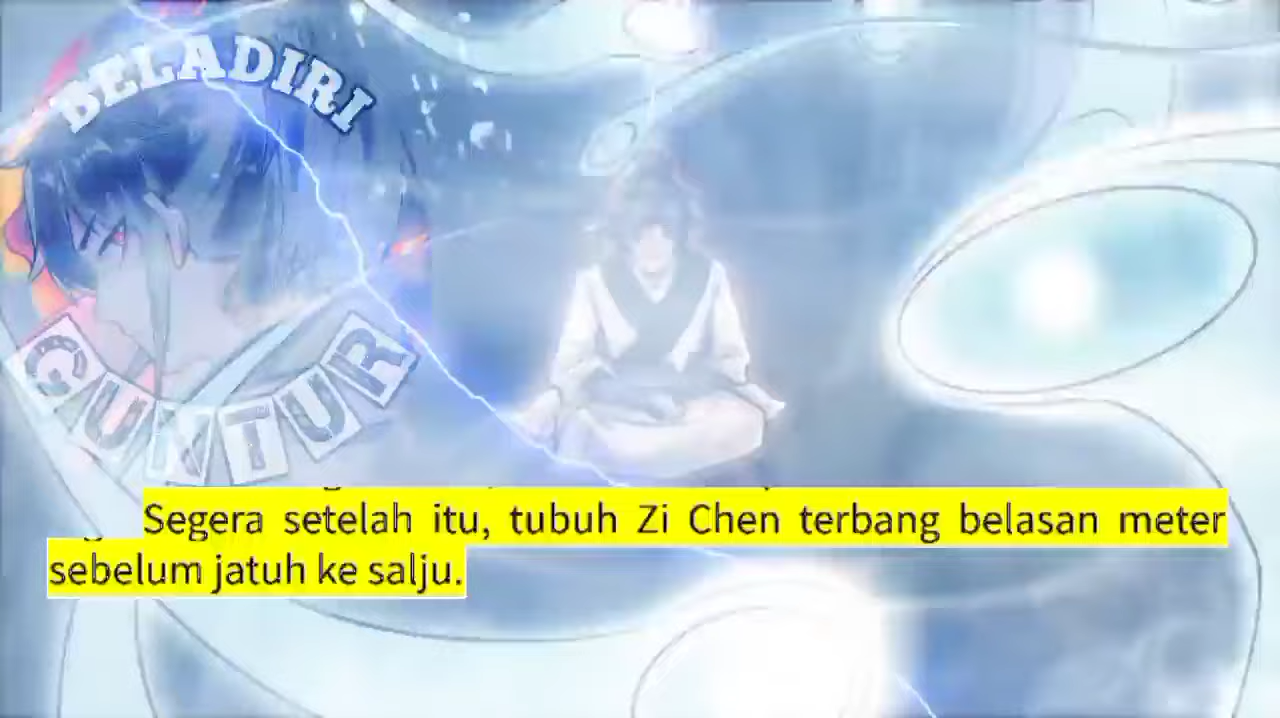 BELADIRI
GUNTUR
Segera setelah itu, tubuh Zi Chen terbang belasan meter
sebelum jatuh ke salju.